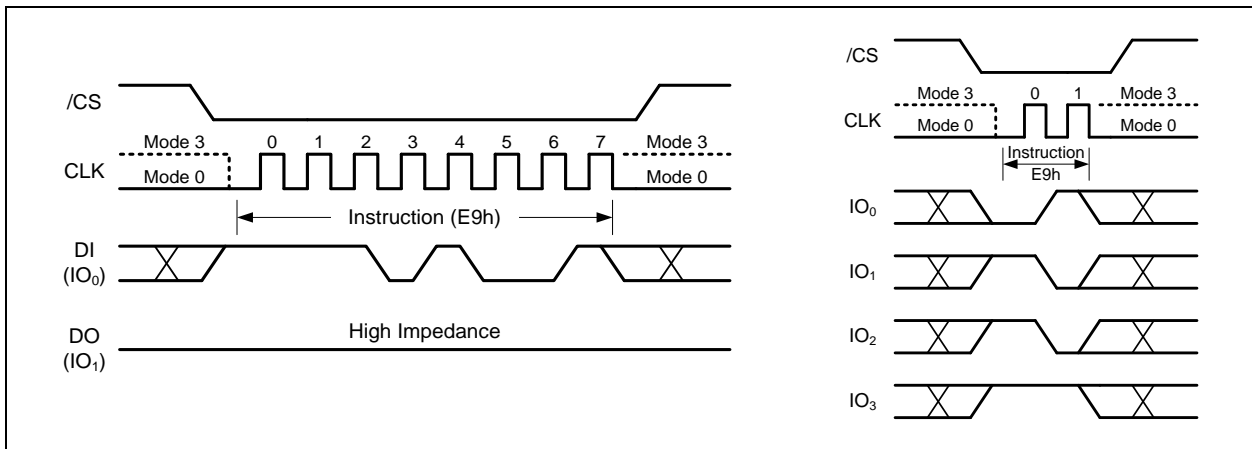 /CS
Mode 3 0 1 2 3 4 5 6 7 Mode 3
CLK
Mode 0 Mode 0
Instruction (E9h)
DI
(IO0)
High Impedance
DO
(IO1)
/CS
Mode 3 0 1 Mode 3
CLK
Mode 0 Mode 0
Instruction
E9h
IO0
IO1
IO2
IO3